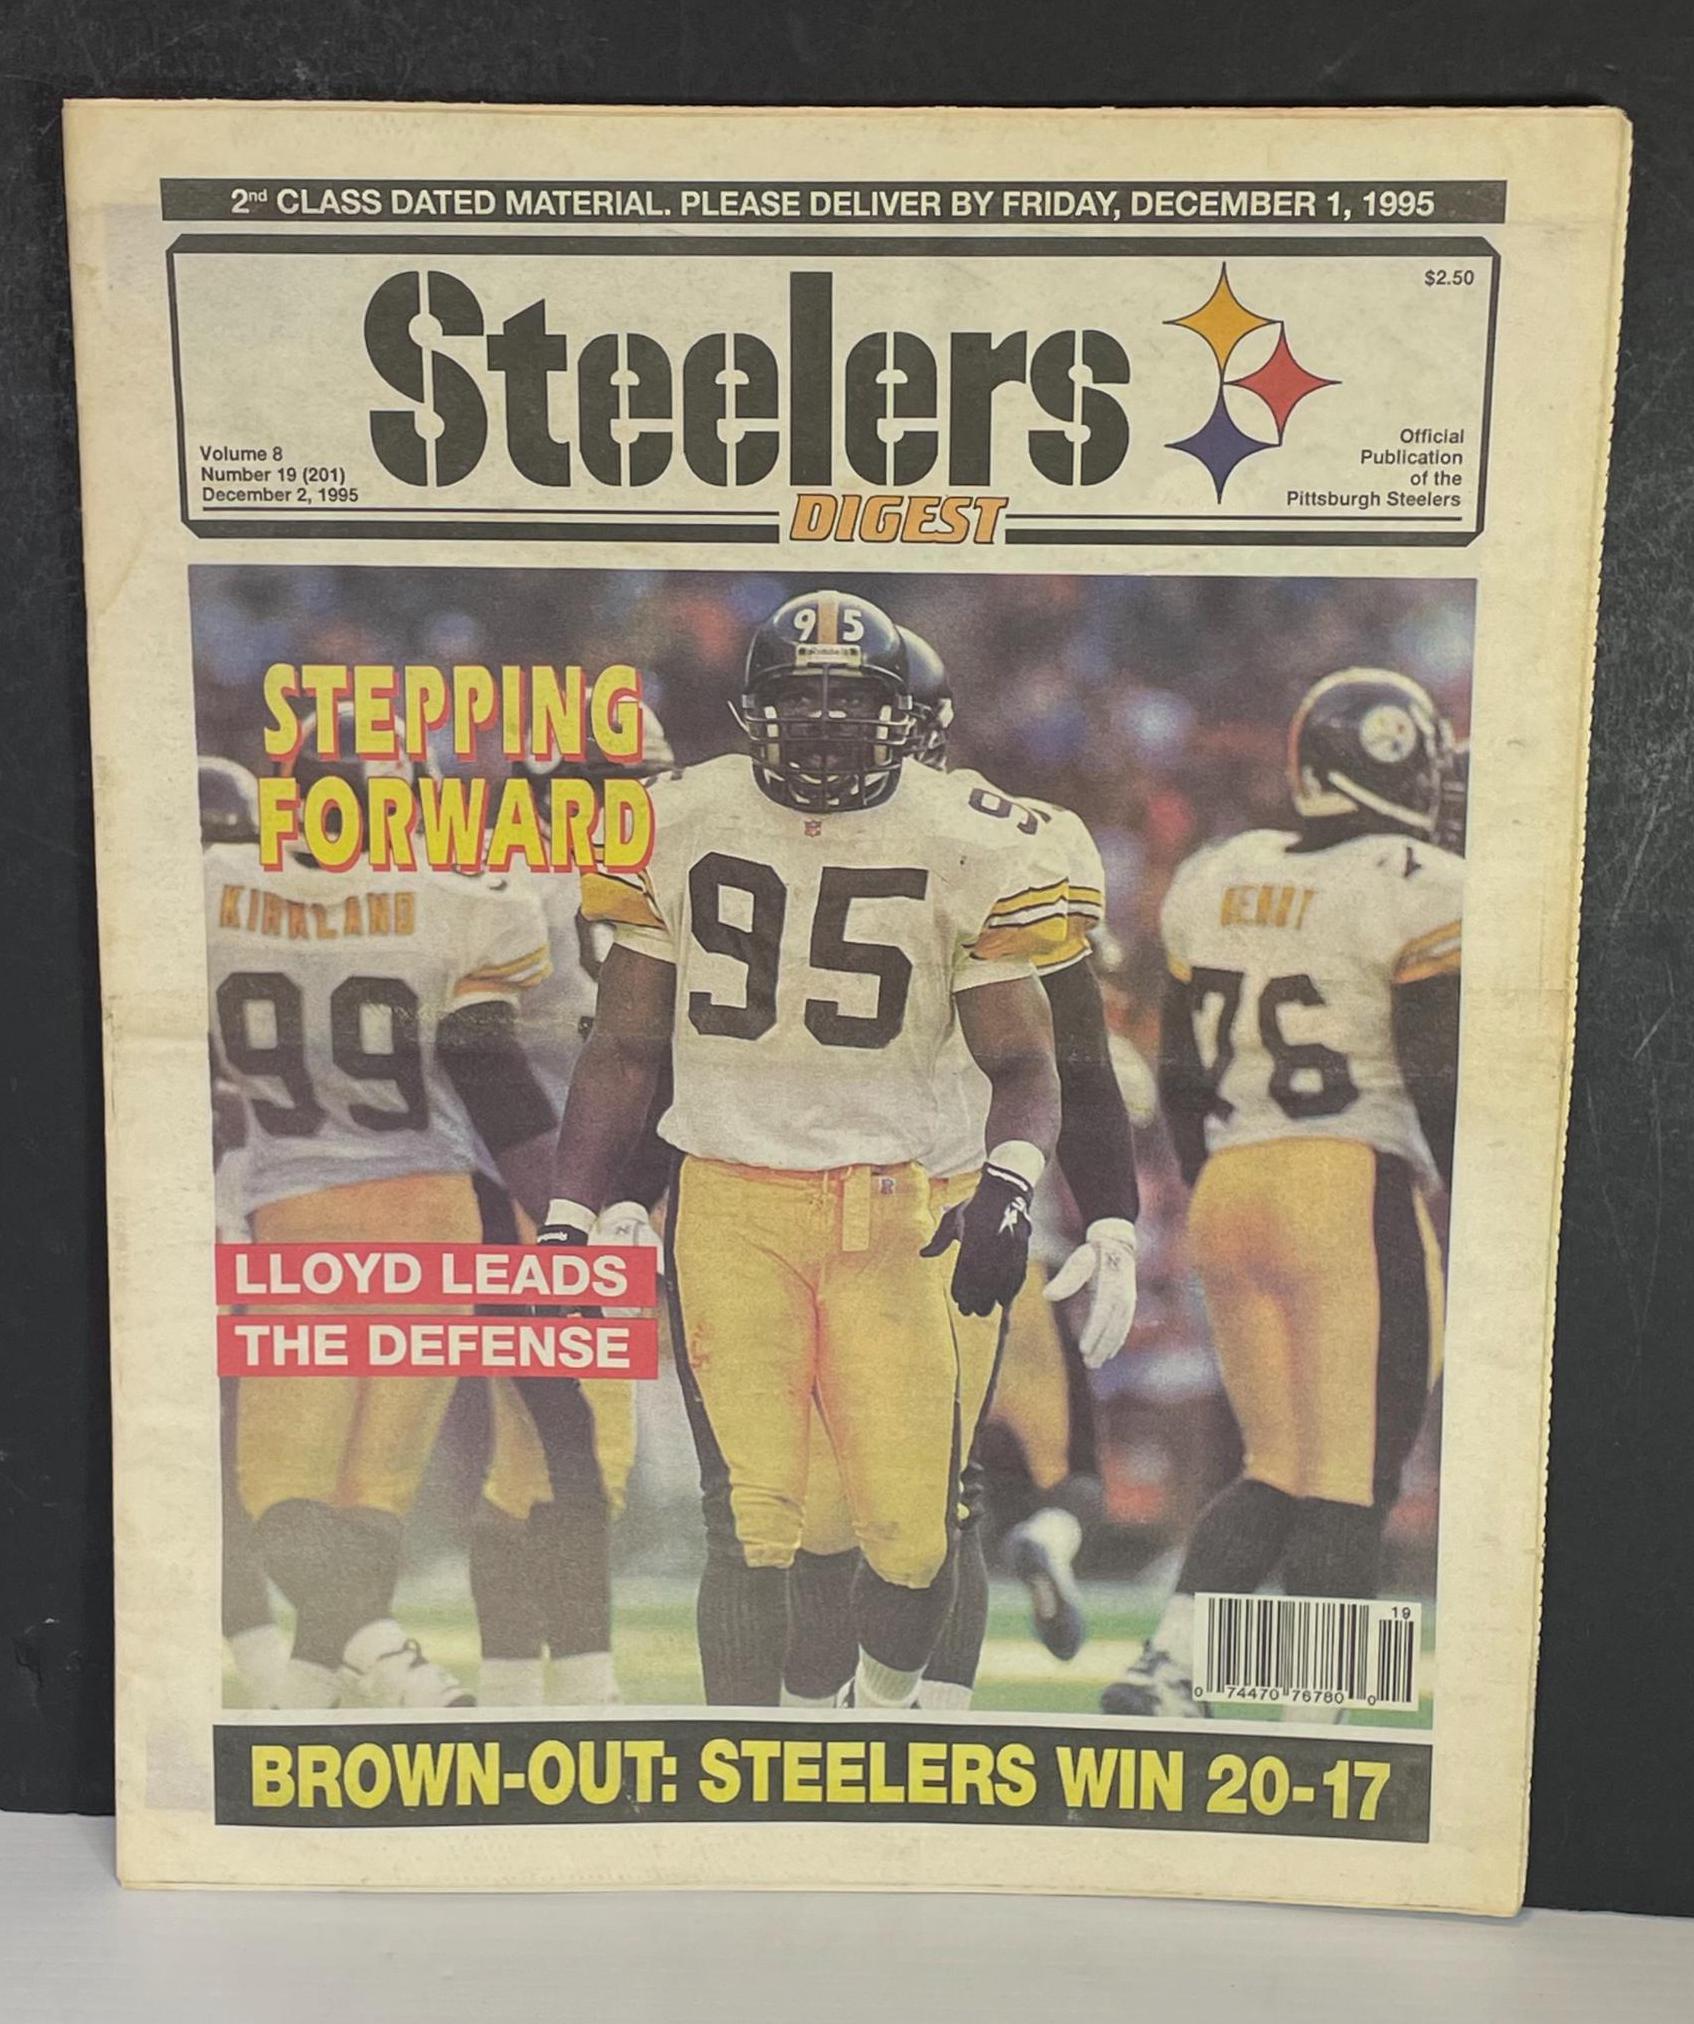 2nd CLASS DATED MATERIAL. PLEASE DELIVER BY FRIDAY, DECEMBER 1, 1995
$2.50
Steelers
DIGEST
Volume 8
Number 19 (201)
December 2, 1995
Official
Publication
of the
Pittsburgh Steelers
STEPPING
FORWARD
95
Riddell
95
KIRKLAND
99
HENRY
76
LLOYD LEADS
THE DEFENSE
19
0 74470 76780 0
BROWN-OUT: STEELERS WIN 20-17